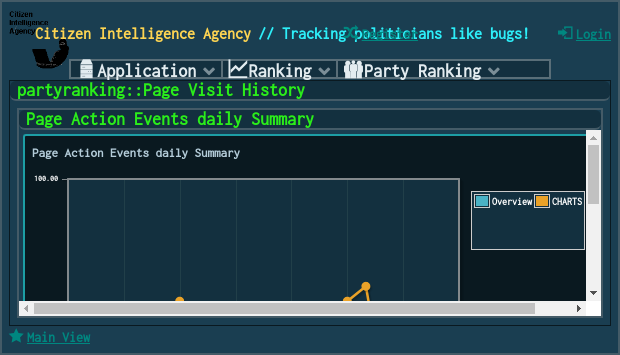 Citizen
Intelligence
Agency
Citizen Intelligence Agency // Tracking politicians like bugs!
Login
Application
Ranking
Party Ranking
partyranking::Page Visit History
Page Action Events daily Summary
Page Action Events daily Summary
100.00
Overview
CHARTS
Main View